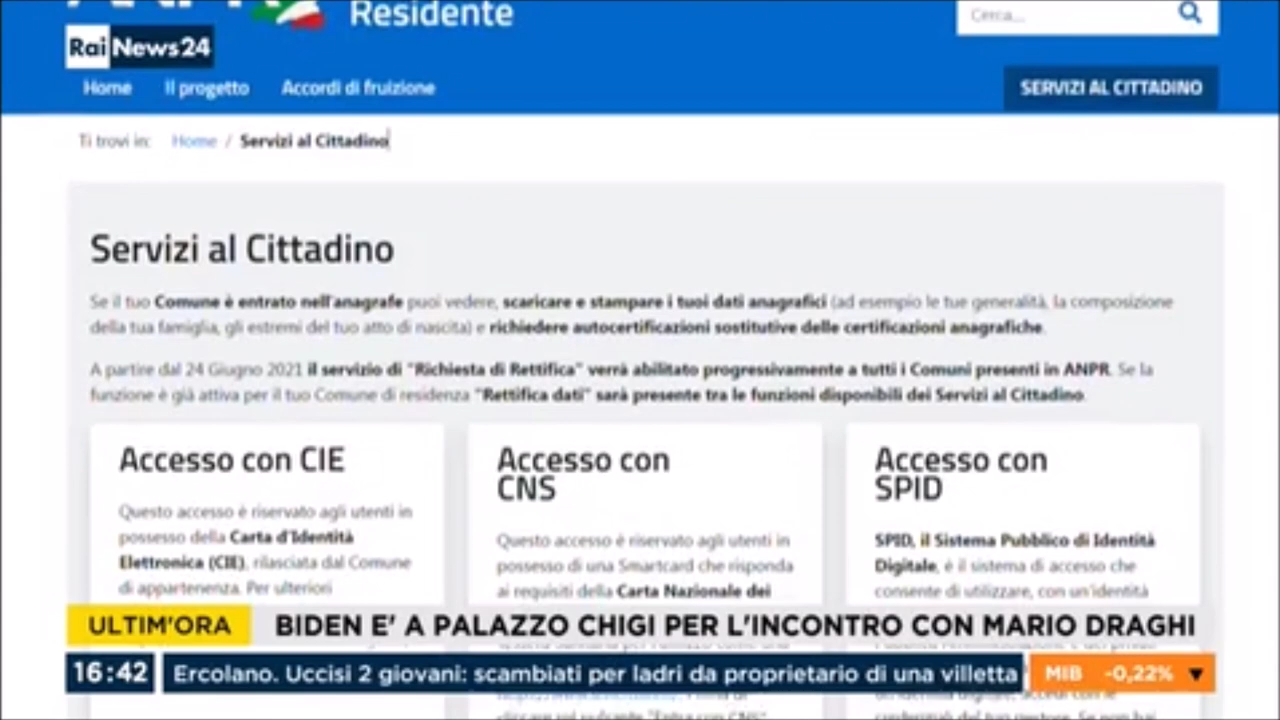 Residente
Cerca...
Rai News24
Home Il progetto Accordi di fruizione
SERVIZI AL CITTADINO
Ti trovi in: Home / Servizi al Cittadino
Servizi al Cittadino
Se il tuo Comune è entrato nell'anagrafe puoi vedere, scaricare e stampare i tuoi dati anagrafici (ad esempio le tue generalità, la composizione
della tua famiglia, gli estremi del tuo atto di nascita) e richiedere autocertificazioni sostitutive delle certificazioni anagrafiche.
A partire dal 24 Giugno 2021 il servizio di "Richiesta di Rettifica" verrà abilitato progressivamente a tutti i Comuni presenti in ANPR. Se la
funzione è già attiva per il tuo Comune di residenza "Rettifica dati" sarà presente tra le funzioni disponibili dei Servizi al Cittadino.
Accesso con CIE
Questo accesso è riservato agli utenti in
possesso della Carta d'Identità
Elettronica (CIE), rilasciata dal Comune
di appartenenza. Per ulteriori
Accesso con
CNS
Questo accesso è riservato agli utenti in
possesso di una Smartcard che risponda
ai requisiti della Carta Nazionale dei
Accesso con
SPID
SPID, il Sistema Pubblico di Identità
Digitale, è il sistema di accesso che
consente di utilizzare, con un'identità
ULTIM'ORA BIDEN E' A PALAZZO CHIGI PER L'INCONTRO CON MARIO DRAGHI
16:42 Ercolano. Uccisi 2 giovani: scambiati per ladri da proprietario di una villetta MIB -0,22%